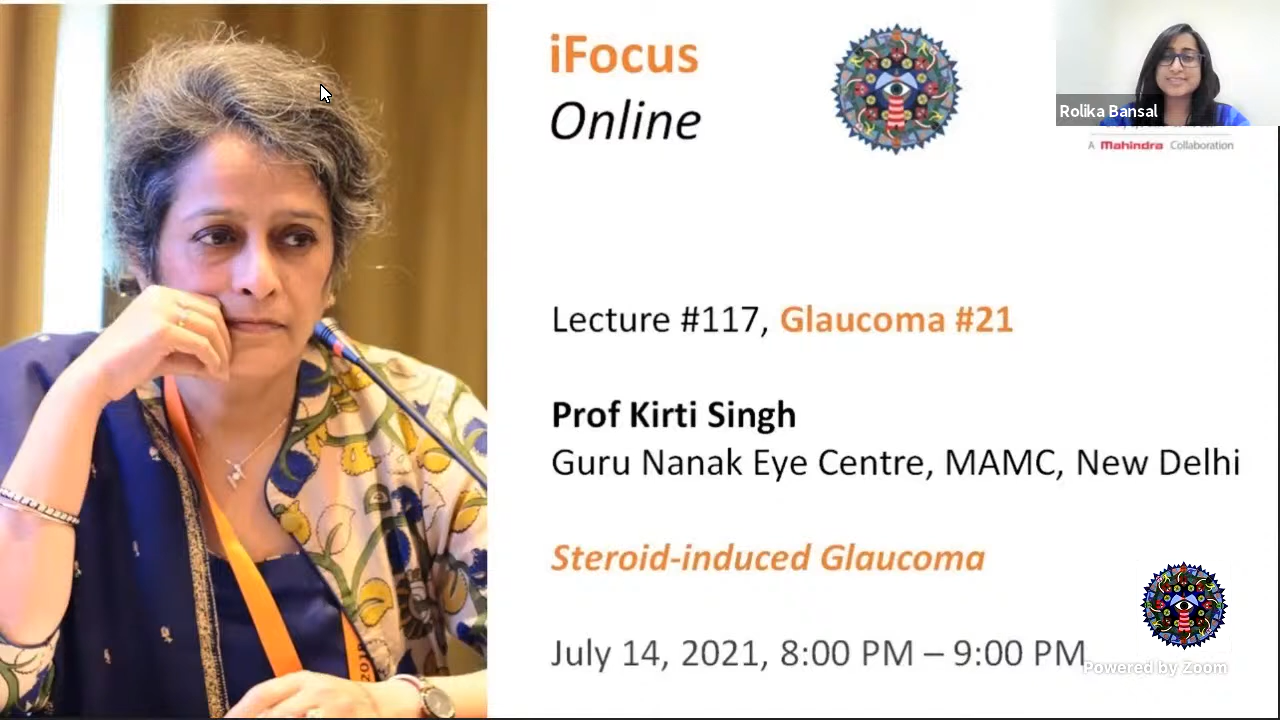 iFocus
Online
Rolika Bansal
A Mahindra Collaboration
Lecture #117, Glaucoma #21
Prof Kirti Singh
Guru Nanak Eye Centre, MAMC, New Delhi
Steroid-induced Glaucoma
July 14, 2021, 8:00 PM – 9:00 PM
Powered by Zoom